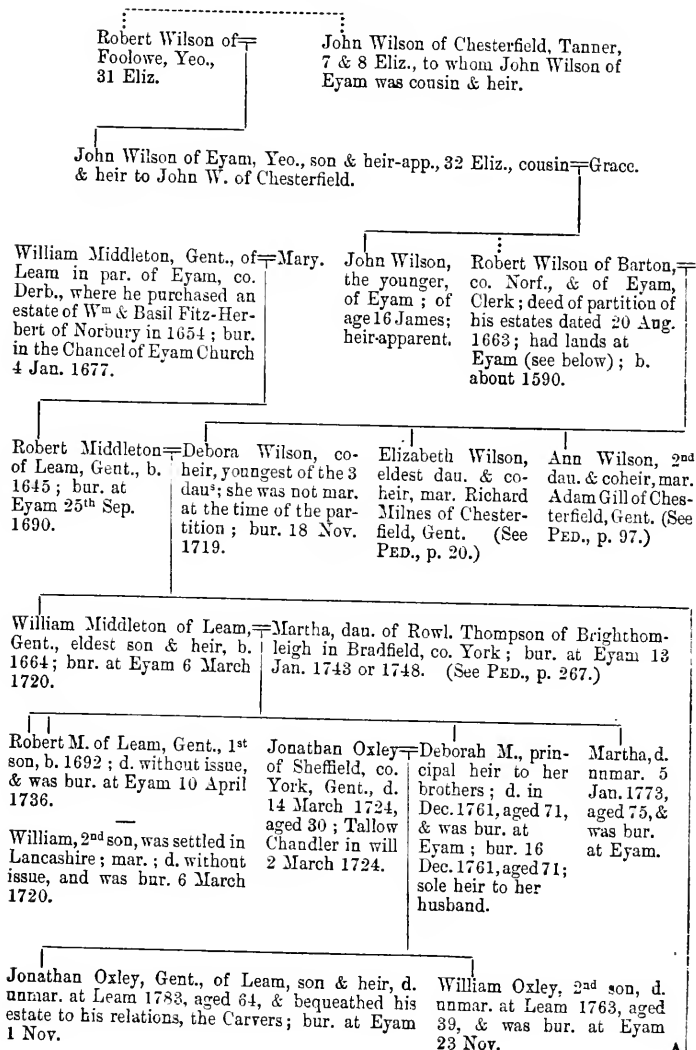 Robert Wilson of
Foolowe, Yeo.,
31 Eliz.
John Wilson of Chesterfield, Tanner,
7 & 8 Eliz., to whom John Wilson of
Eyam was cousin & heir.
John Wilson of Eyam, Yeo., son & heir-app., 32 Eliz., cousin=Grace.
& heir to John W. of Chesterfield.
William Middleton, Gent., of=Mary.
Leam in par. of Eyam, co.
Derb., where he purchased an
estate of Wm & Basil Fitz-Her-
bert of Norbury in 1654 ; bur.
in the Chancel of Eyam Church
4 Jan. 1677.
John Wilson,
the younger,
of Eyam ; of
age 16 James;
heir-apparent.
Robert Wilson of Barton,=
co. Norf., & of Eyam,
Clerk ; deed of partition of
his estates dated 20 Aug.
1663 ; had lands at
Eyam (see below) ; b.
about 1590.
Robert Middleton=
of Leam, Gent., b.
1645 ; bur. at
Eyam 25th Sep.
1690.
Debora Wilson, co-
heir, youngest of the 3
daus; she was not mar.
at the time of the par-
tition ; bur. 18 Nov.
1719.
Elizabeth Wilson,
eldest dau. & co-
heir, mar. Richard
Milnes of Chester-
field, Gent. (See
PED., p. 20.)
Ann Wilson, 2nd
dau. & coheir, mar.
Adam Gill of Ches-
terfield, Gent. (See
PED., p. 97.)
William Middleton of Leam,=
Gent., eldest son & heir, b.
1664; bur. at Eyam 6 March
1720.
Martha, dau. of Rowl. Thompson of Brighthom-
leigh in Bradfield, co. York ; bur. at Eyam 13
Jan. 1743 or 1748. (See PED., p. 267.)
Robert M. of Leam, Gent., 1st
son, b. 1692 ; d. without issue,
& was bur. at Eyam 10 April
1736.
William, 2nd son, was settled in
Lancashire ; mar. ; d. without
issue, and was bur. 6 March
1720.
Jonathan Oxley=
of Sheffield, co.
York, Gent., d.
14 March 1724,
aged 30 ; Tallow
Chandler in will
2 March 1724.
Deborah M., prin-
cipal heir to her
brothers ; d. in
Dec. 1761, aged 71,
& was bur. at
Eyam ; bur. 16
Dec. 1761, aged 71;
sole heir to her
husband.
Martha, d.
unmar. 5
Jan. 1773,
aged 75, &
was bur.
at Eyam.
Jonathan Oxley, Gent., of Leam, son & heir, d.
unmar. at Leam 1783, aged 64, & bequeathed his
estate to his relations, the Carvers ; bur. at Eyam
1 Nov.
William Oxley, 2nd son, d.
unmar. at Leam 1763, aged
39, & was bur. at Eyam
23 Nov.
A